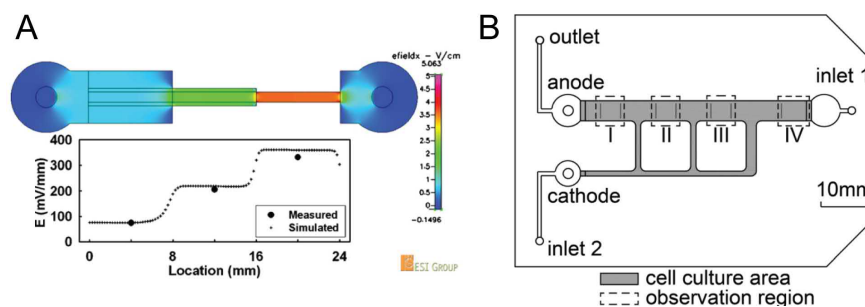 A
efieldx - V/cm
5.063
5
4.5
4
3.5
3
2.5
2
1.5
1
0.5
0
-0.1496
400
300
200
100
0
E (mV/mm)
Measured
Simulated
0 8 16 24
Location (mm)
ESI GROUP
B
outlet
anode
inlet 1
I II III IV
cathode
10mm
inlet 2
cell culture area
observation region